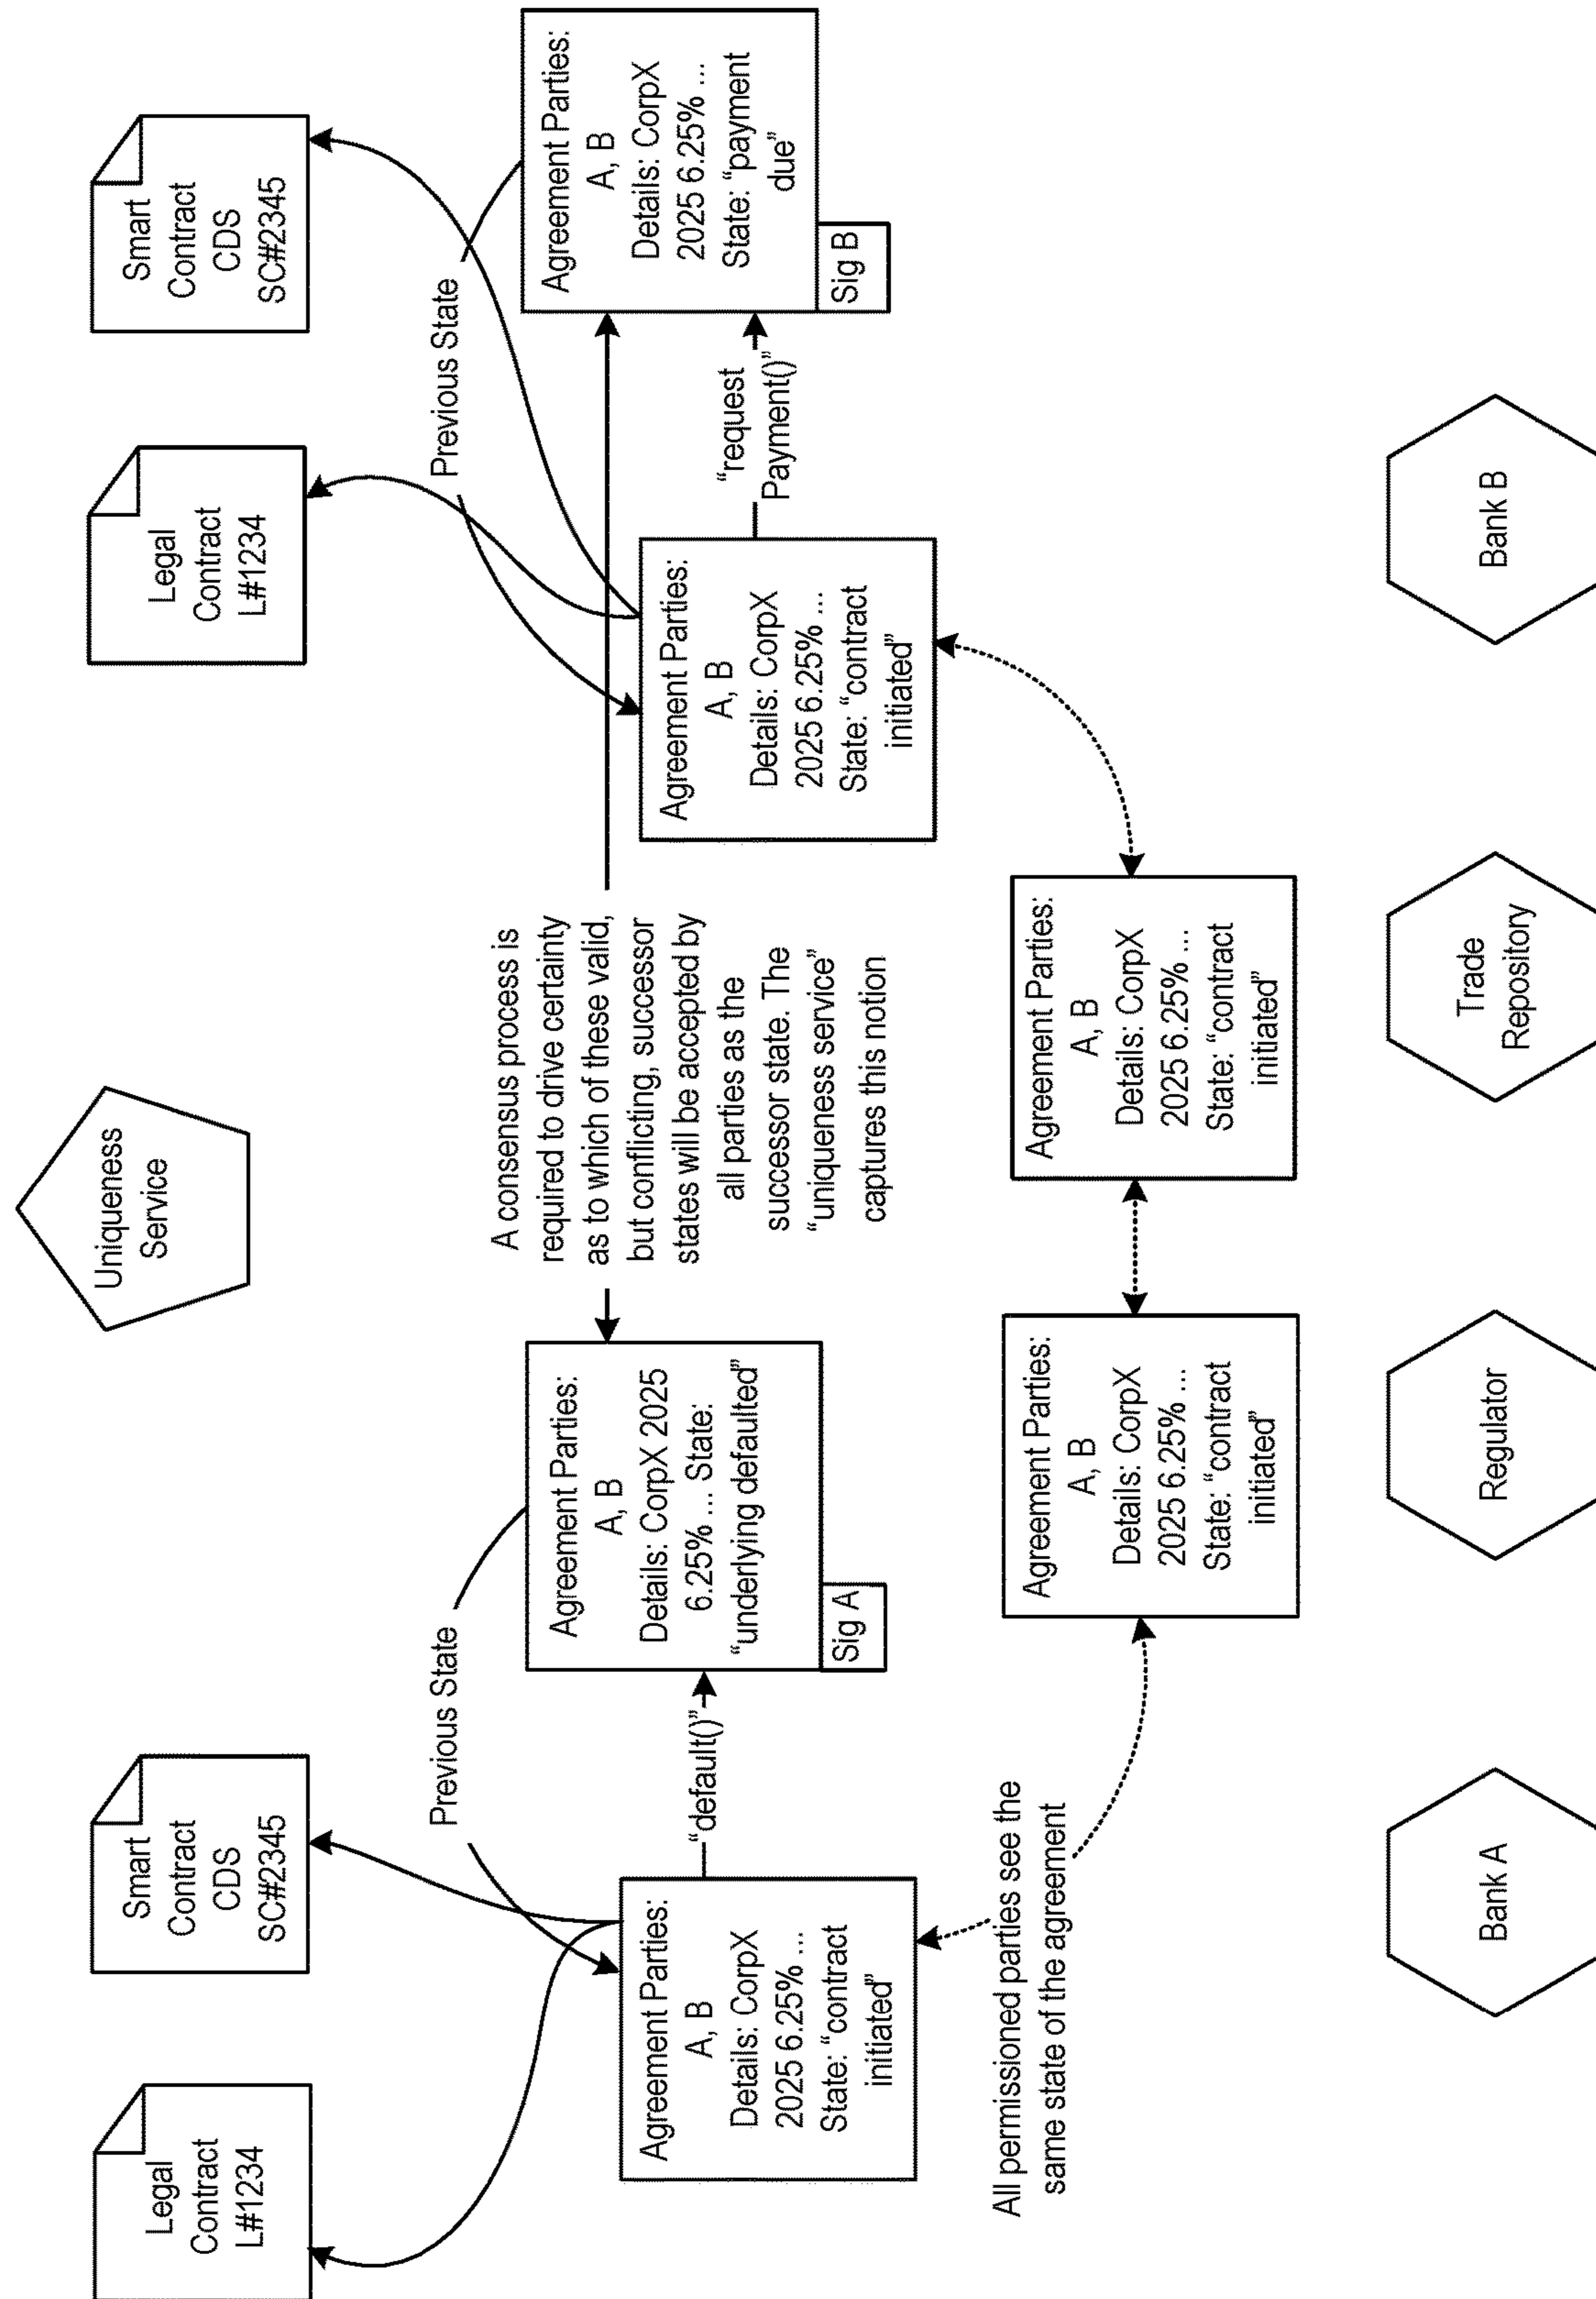 Uniqueness
Service
Legal
Contract
L#1234
Smart
Contract
CDS
SC#2345
Legal
Contract
L#1234
Smart
Contract
CDS
SC#2345
Previous State
Previous State
Agreement Parties:
A, B
Details: CorpX
2025 6.25% ...
State: “contract
initiated”
“default()”
Agreement Parties:
A, B
Details: CorpX 2025
6.25% ... State:
“underlying defaulted”
Sig A
A consensus process is
required to drive certainty
as to which of these valid,
but conflicting, successor
states will be accepted by
all parties as the
successor state. The
“uniqueness service”
captures this notion
Agreement Parties:
A, B
Details: CorpX
2025 6.25% ...
State: “contract
initiated”
“request
Payment()”
Agreement Parties:
A, B
Details: CorpX
2025 6.25% ...
State: “payment
due”
Sig B
All permissioned parties see the
same state of the agreement
Agreement Parties:
A, B
Details: CorpX
2025 6.25% ...
State: “contract
initiated”
Agreement Parties:
A, B
Details: CorpX
2025 6.25% ...
State: “contract
initiated”
Bank A
Regulator
Trade
Repository
Bank B